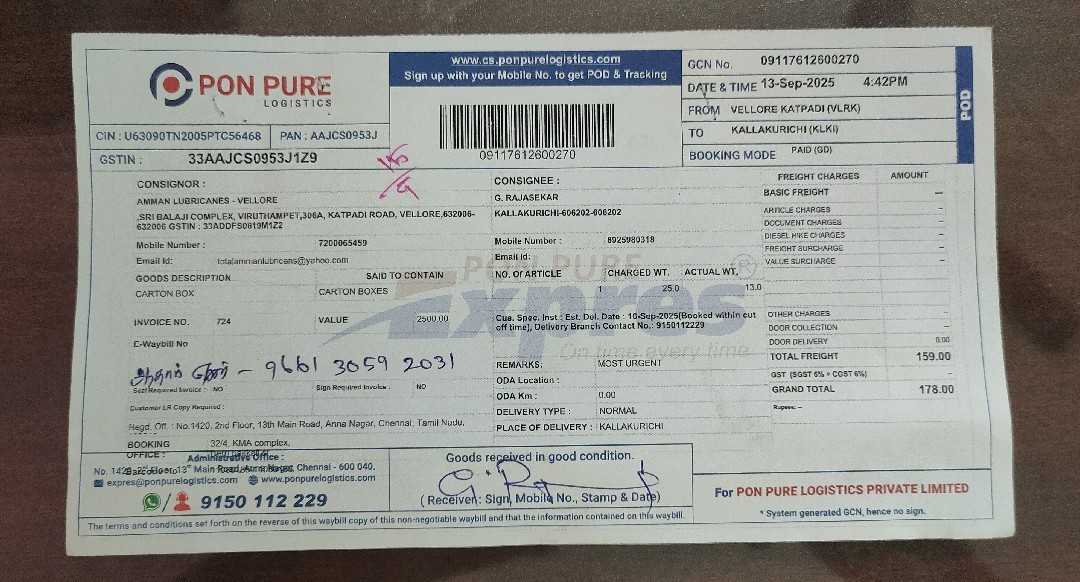 PON PURE
LOGISTICS
CIN : U63090TN2005PTC56468 PAN : AAJCS0953J
GSTIN : 33AAJCS0953J1Z9
www.cs.ponpurelogistics.com
Sign up with your Mobile No. to get POD & Tracking
09117612600270
GCN No. 09117612600270
DATE & TIME 13-Sep-2025 4:42PM
FROM VELLORE KATPADI (VLRK)
TO KALLAKURICHI (KLKI)
BOOKING MODE PAID (GD)
POD
CONSIGNOR :
AMMAN LUBRICANES - VELLORE
,SRI BALAJI COMPLEX, VIRUTHAMPET,306A, KATPADI ROAD, VELLORE,632006-
632006 GSTIN : 33ADDFS0619M1Z2
Mobile Number : 7200065459
Email Id: totalammanlubricans@yahoo.com
GOODS DESCRIPTION SAID TO CONTAIN
CARTON BOX CARTON BOXES
INVOICE NO. 724 VALUE 2500.00
E-Waybill No
ஆதார் எண் - 9661 3059 2031
Seal Required Invoice :- NO Sign Required Invoice : NO
Customer LR Copy Required :
Regd. Off. : No.1420, 2nd Floor, 13th Main Road, Anna Nagar, Chennai, Tamil Nadu,
BOOKING OFFICE : 32/4, KMA complex,
CONSIGNEE :
G. RAJASEKAR
KALLAKURICHI-606202-606202
Mobile Number : 8925980318
Email Id:
PON PURE
Expres
On time every time
NO. OF ARTICLE CHARGED WT. ACTUAL WT.
1 25.0 13.0
Cus. Spec. Inst : Est. Del. Date : 16-Sep-2025(Booked within cut
off time), Delivery Branch Contact No.: 9150112229
REMARKS: MOST URGENT
ODA Location :
ODA Km : 0.00
DELIVERY TYPE : NORMAL
PLACE OF DELIVERY : KALLAKURICHI
FREIGHT CHARGES AMOUNT
BASIC FREIGHT --
ARTICLE CHARGES --
DOCUMENT CHARGES --
DIESEL HIKE CHARGES --
FREIGHT SURCHARGE --
VALUE SURCHARGE --
OTHER CHARGES
DOOR COLLECTION --
DOOR DELIVERY 0.00
TOTAL FREIGHT 159.00
GST (SGST 6% + CGST 6%)
GRAND TOTAL 178.00
Rupees: --
Administrative Office :
No. 1420, 2nd Floor, 13th Main Road, Anna Nagar, Chennai - 600 040.
expres@ponpurelogistics.com www.ponpurelogistics.com
9150 112 229
Goods received in good condition.
( Receiver: Sign, Mobile No., Stamp & Date)
For PON PURE LOGISTICS PRIVATE LIMITED
* System generated GCN, hence no sign.
The terms and conditions set forth on the reverse of this waybill copy of this non-negotiable waybill and that the information contained on this waybill.